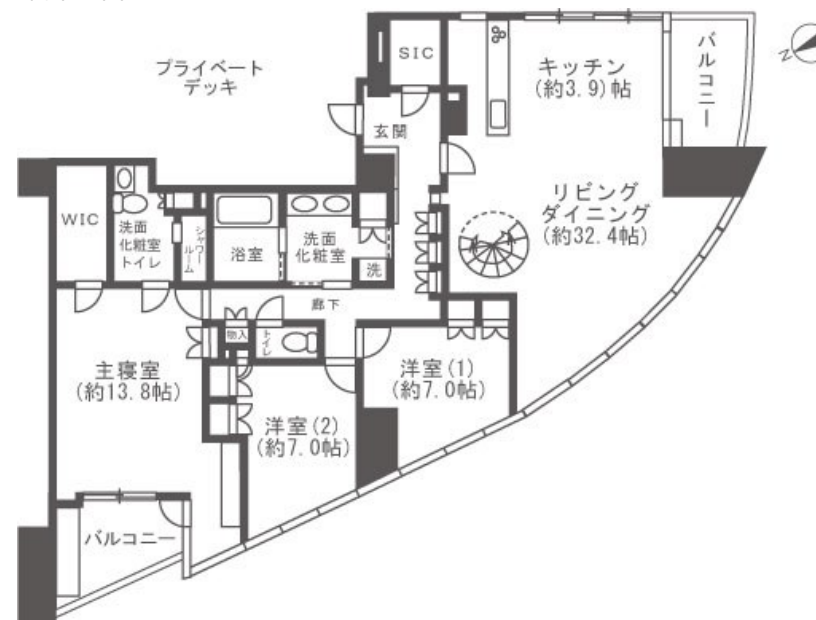 プライベート
デッキ
SIC
玄関
キッチン
(約3.9)帖
バルコニー
N
リビング
ダイニング
(約32.4帖)
WIC
洗面
化粧室
トイレ
シャワー
ルーム
浴室
洗面
化粧室
洗
廊下
物入
トイレ
主寝室
(約13.8帖)
洋室(1)
(約7.0帖)
洋室(2)
(約7.0帖)
バルコニー